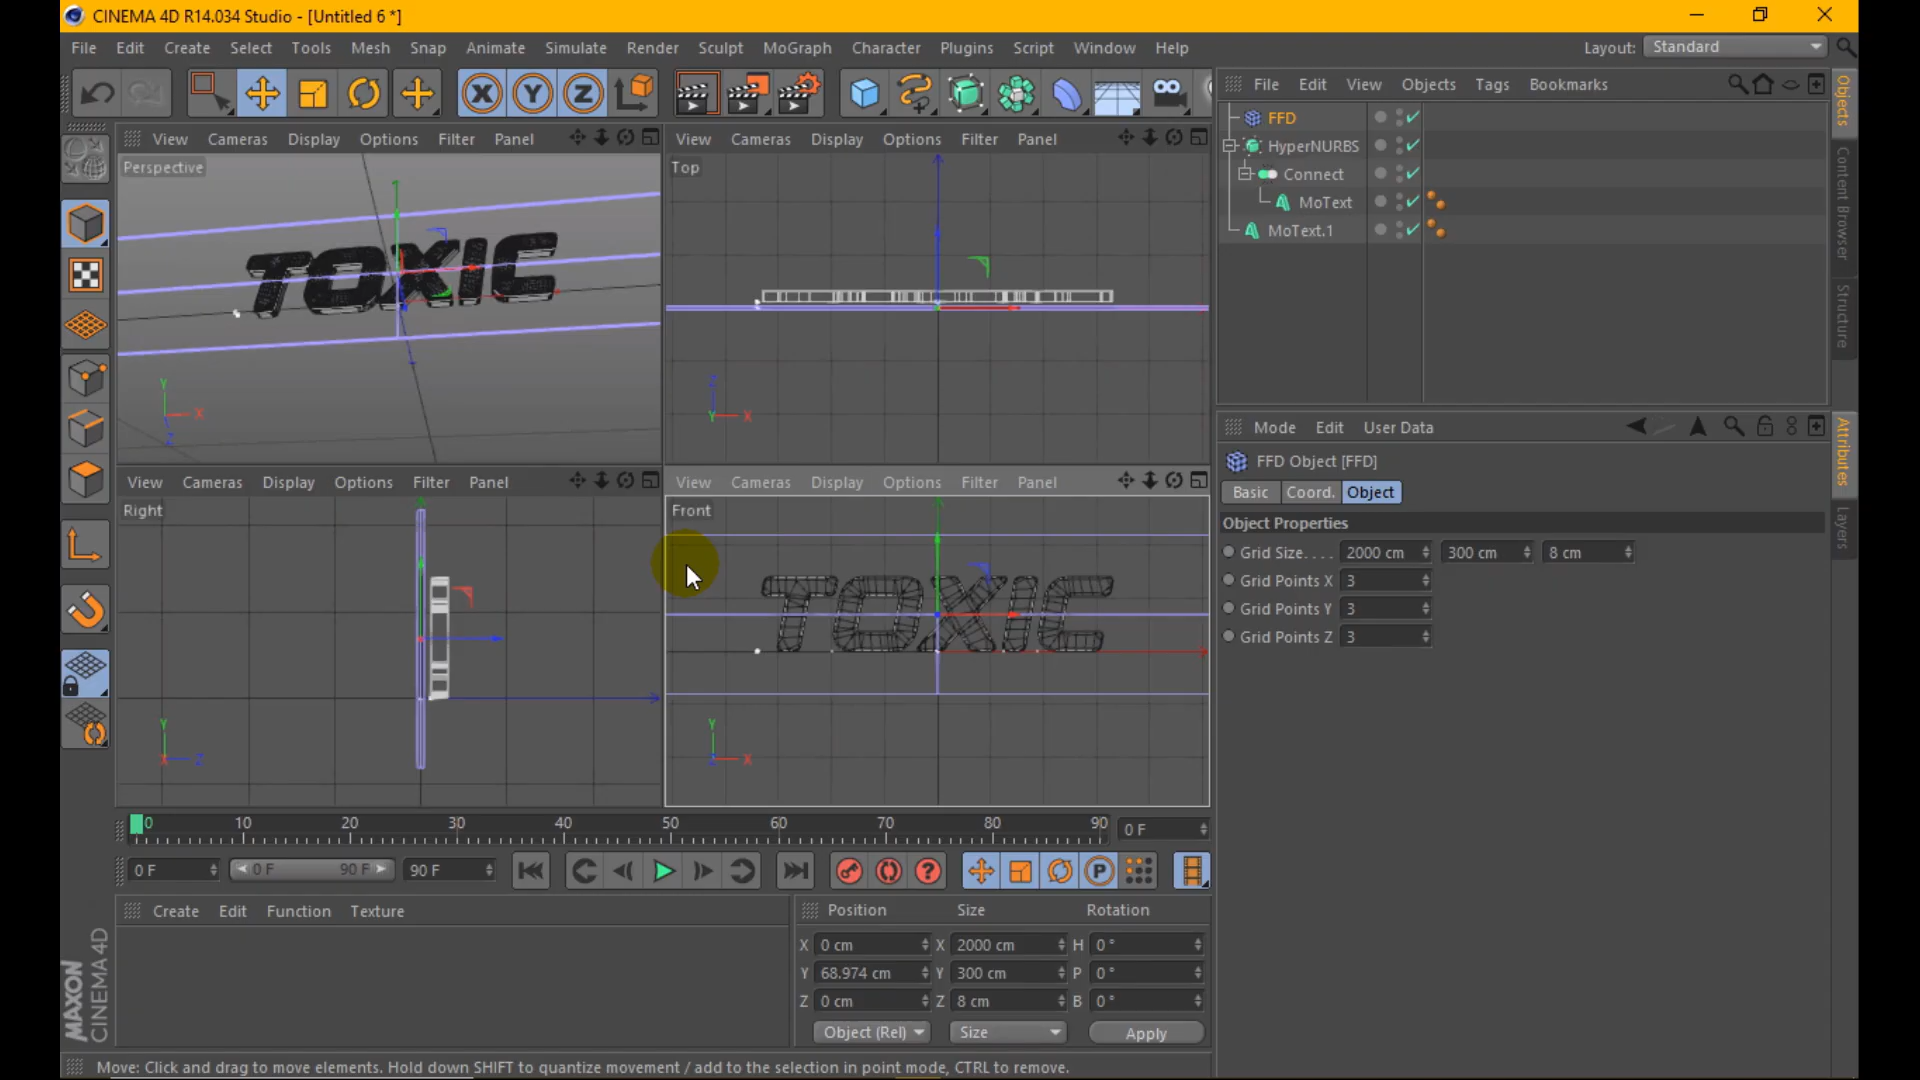 CINEMA 4D R14.034 Studio - [Untitled 6 *]
File Edit Create Select Tools Mesh Snap Animate Simulate Render Sculpt MoGraph Character Plugins Script Window Help Layout: Standard
X Y Z
File Edit View Objects Tags Bookmarks
FFD
HyperNURBS
Connect
MoText
MoText.1
Objects
Content Browser
Structure
View Cameras Display Options Filter Panel
Perspective
TOXIC
Y
X
Z
View Cameras Display Options Filter Panel
Top
Z
Y X
View Cameras Display Options Filter Panel
Right
Y
X Z
View Cameras Display Options Filter Panel
Front
TOXIC
Y
Z X
Mode Edit User Data
FFD Object [FFD]
Basic Coord. Object
Object Properties
Grid Size. . . . 2000 cm 300 cm 8 cm
Grid Points X 3
Grid Points Y 3
Grid Points Z 3
Attributes
Layers
0 10 20 30 40 50 60 70 80 90 0 F
0 F 0 F 90 F 90 F
P
Create Edit Function Texture
Position Size Rotation
X 0 cm X 2000 cm H 0 °
Y 68.974 cm Y 300 cm P 0 °
Z 0 cm Z 8 cm B 0 °
Object (Rel) Size Apply
MAXON
CINEMA 4D
Move: Click and drag to move elements. Hold down SHIFT to quantize movement / add to the selection in point mode, CTRL to remove.